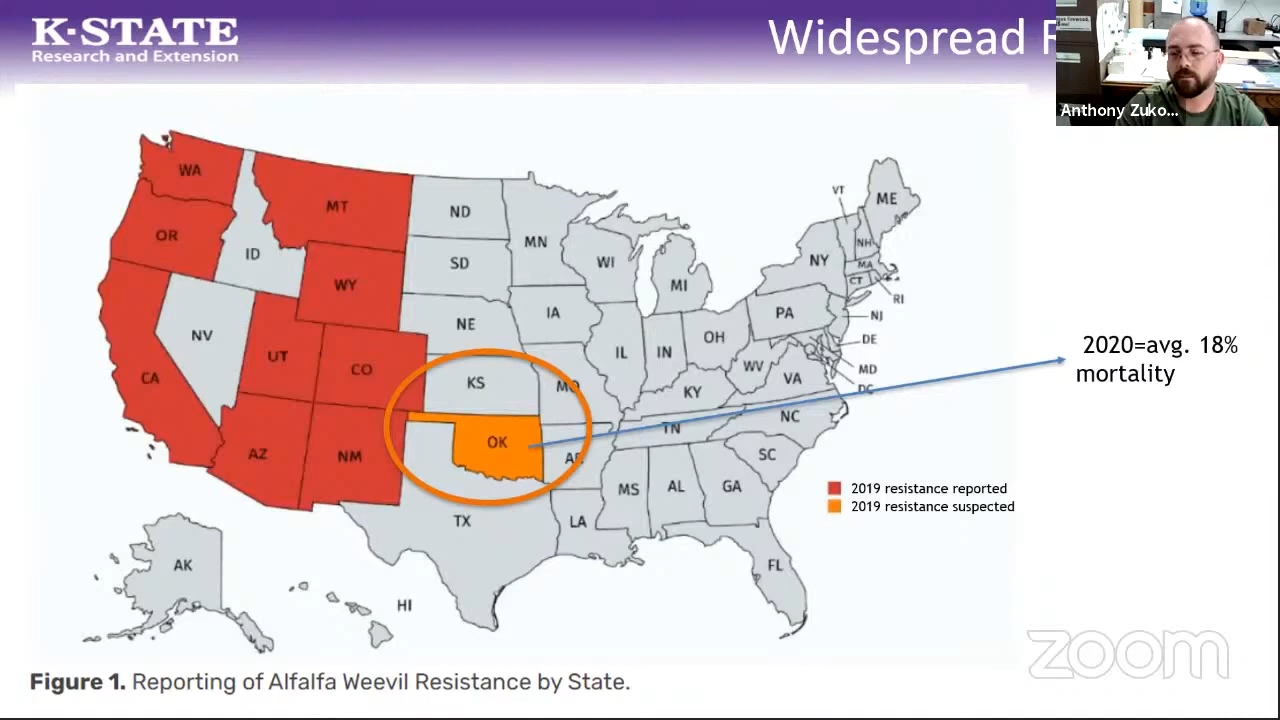 K-STATE
Research and Extension
Widespread
Anthony Zuko...
WA
MT
ND
MN
OR
ID
SD
WI
MI
VT
ME
NH
NY
MA
CT
RI
WY
NV
NE
IA
PA
NJ
DE
MD
DC
CA
UT
CO
KS
MO
IL
IN
OH
WV
VA
KY
AZ
NM
OK
TN
NC
SC
MS
AL
GA
TX
LA
FL
AK
HI
2020=avg. 18%
mortality
2019 resistance reported
2019 resistance suspected
zoom
Figure 1. Reporting of Alfalfa Weevil Resistance by State.